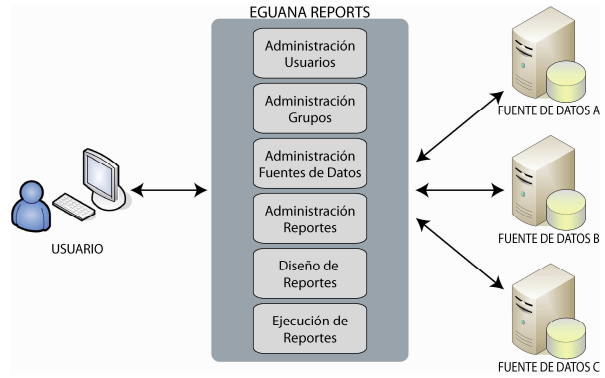 EGUANA REPORTS
Administración
Usuarios
Administración
Grupos
Administración
Fuentes de Datos
Administración
Reportes
Diseño de
Reportes
Ejecución de
Reportes
USUARIO
FUENTE DE DATOS A
FUENTE DE DATOS B
FUENTE DE DATOS C